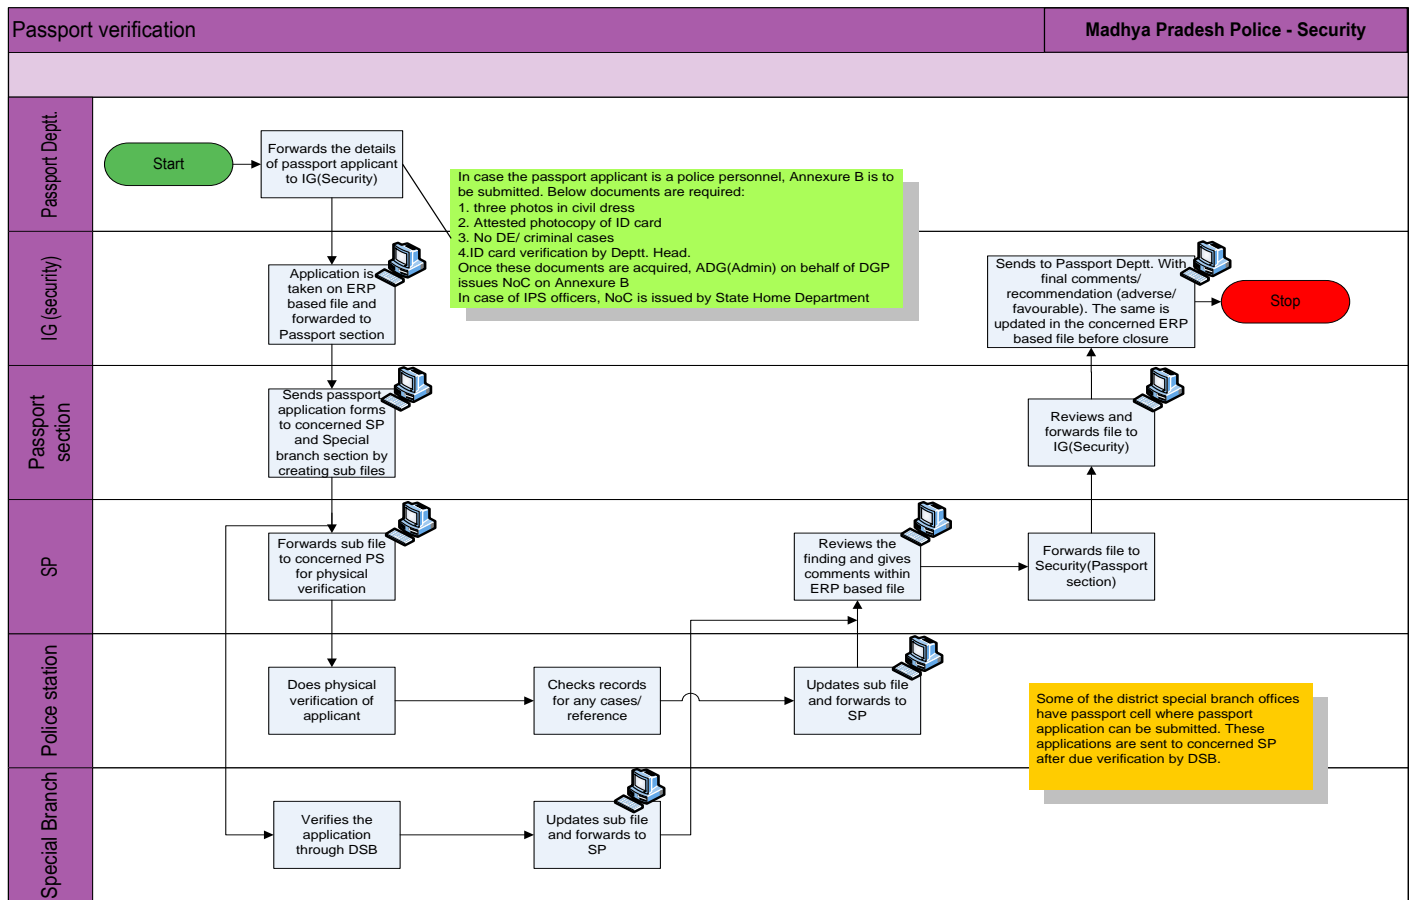 Passport verification
Madhya Pradesh Police - Security
Passport Deptt.
Start
Forwards the details
of passport applicant
to IG(Security)
In case the passport applicant is a police personnel, Annexure B is to
be submitted. Below documents are required:
1. three photos in civil dress
2. Attested photocopy of ID card
3. No DE/ criminal cases
4.ID card verification by Deptt. Head.
Once these documents are acquired, ADG(Admin) on behalf of DGP
issues NoC on Annexure B
In case of IPS officers, NoC is issued by State Home Department
IG (security)
Application is
taken on ERP
based file and
forwarded to
Passport section
Sends to Passport Deptt. With
final comments/
recommendation (adverse/
favourable). The same is
updated in the concerned ERP
based file before closure
Stop
Passport
section
Sends passport
application forms
to concerned SP
and Special
branch section by
creating sub files
Reviews and
forwards file to
IG(Security)
SP
Forwards sub file
to concerned PS
for physical
verification
Reviews the
finding and gives
comments within
ERP based file
Forwards file to
Security(Passport
section)
Police station
Does physical
verification of
applicant
Checks records
for any cases/
reference
Updates sub file
and forwards to
SP
Some of the district special branch offices
have passport cell where passport
application can be submitted. These
applications are sent to concerned SP
after due verification by DSB.
Special Branch
Verifies the
application
through DSB
Updates sub file
and forwards to
SP